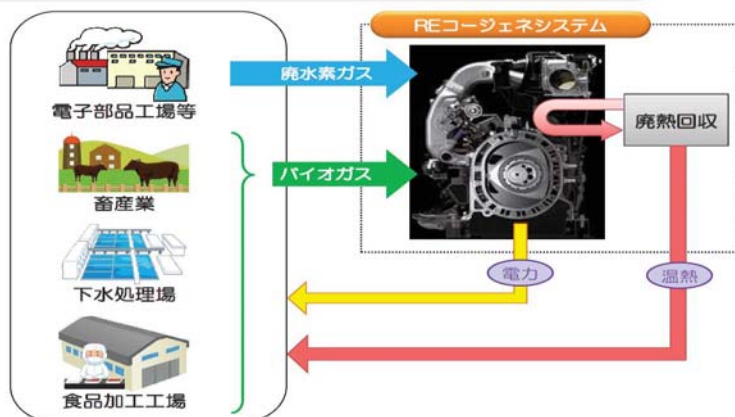 REコージェネシステム
電子部品工場等
廃水素ガス
廃熱回収
畜産業
バイオガス
下水処理場
電力
温熱
食品加工工場